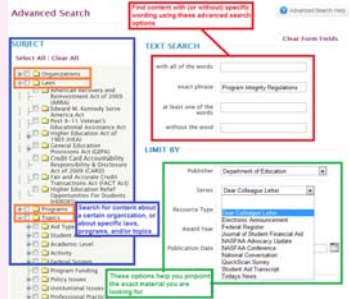 Advanced Search
Advanced Search Help
Find content with (or without) specific
wording using these advanced search
options
Clear Form Fields
SUBJECT
Select All | Clear All
Organizations
Laws
American Recovery and
Reinvestment Act of 2009
(ARRA)
Edward M. Kennedy Serve
America Act
Post 9-11 Veteran's
Educational Assistance Act
Higher Education Act of
1965 (HEA)
General Education
Provisions Act (GEPA)
Credit Card Accountability
Responsibility & Disclosure
Act of 2009 (CARD)
Fair and Accurate Credit
Transactions Act (FACT Act)
Higher Education Relief
Opportunities For Students
(HEROES)
Programs
Topics
Aid Type
Student
Academic Level
Activity
Federal System
Program Funding
Policy Issues
Institutional Issues
Professional Practice
Search for content about
a certain organization, or
about specific laws,
programs, and/or topics
TEXT SEARCH
with all of the words
exact phrase
Program Integrity Regulations
at least one of the
words
without the word
LIMIT BY
Publisher
Department of Education
Series
Dear Colleague Letter
Resource Type
Award Year
Publication Date
Dear Colleague Letter
Electronic Announcement
Federal Register
Journal of Student Financial Aid
NASFAA Advocacy Update
NASFAA Conference
National Conversation
QuickScan Survey
Student Aid Transcript
Todays News
These options help you pinpoint
the exact material you are
looking for